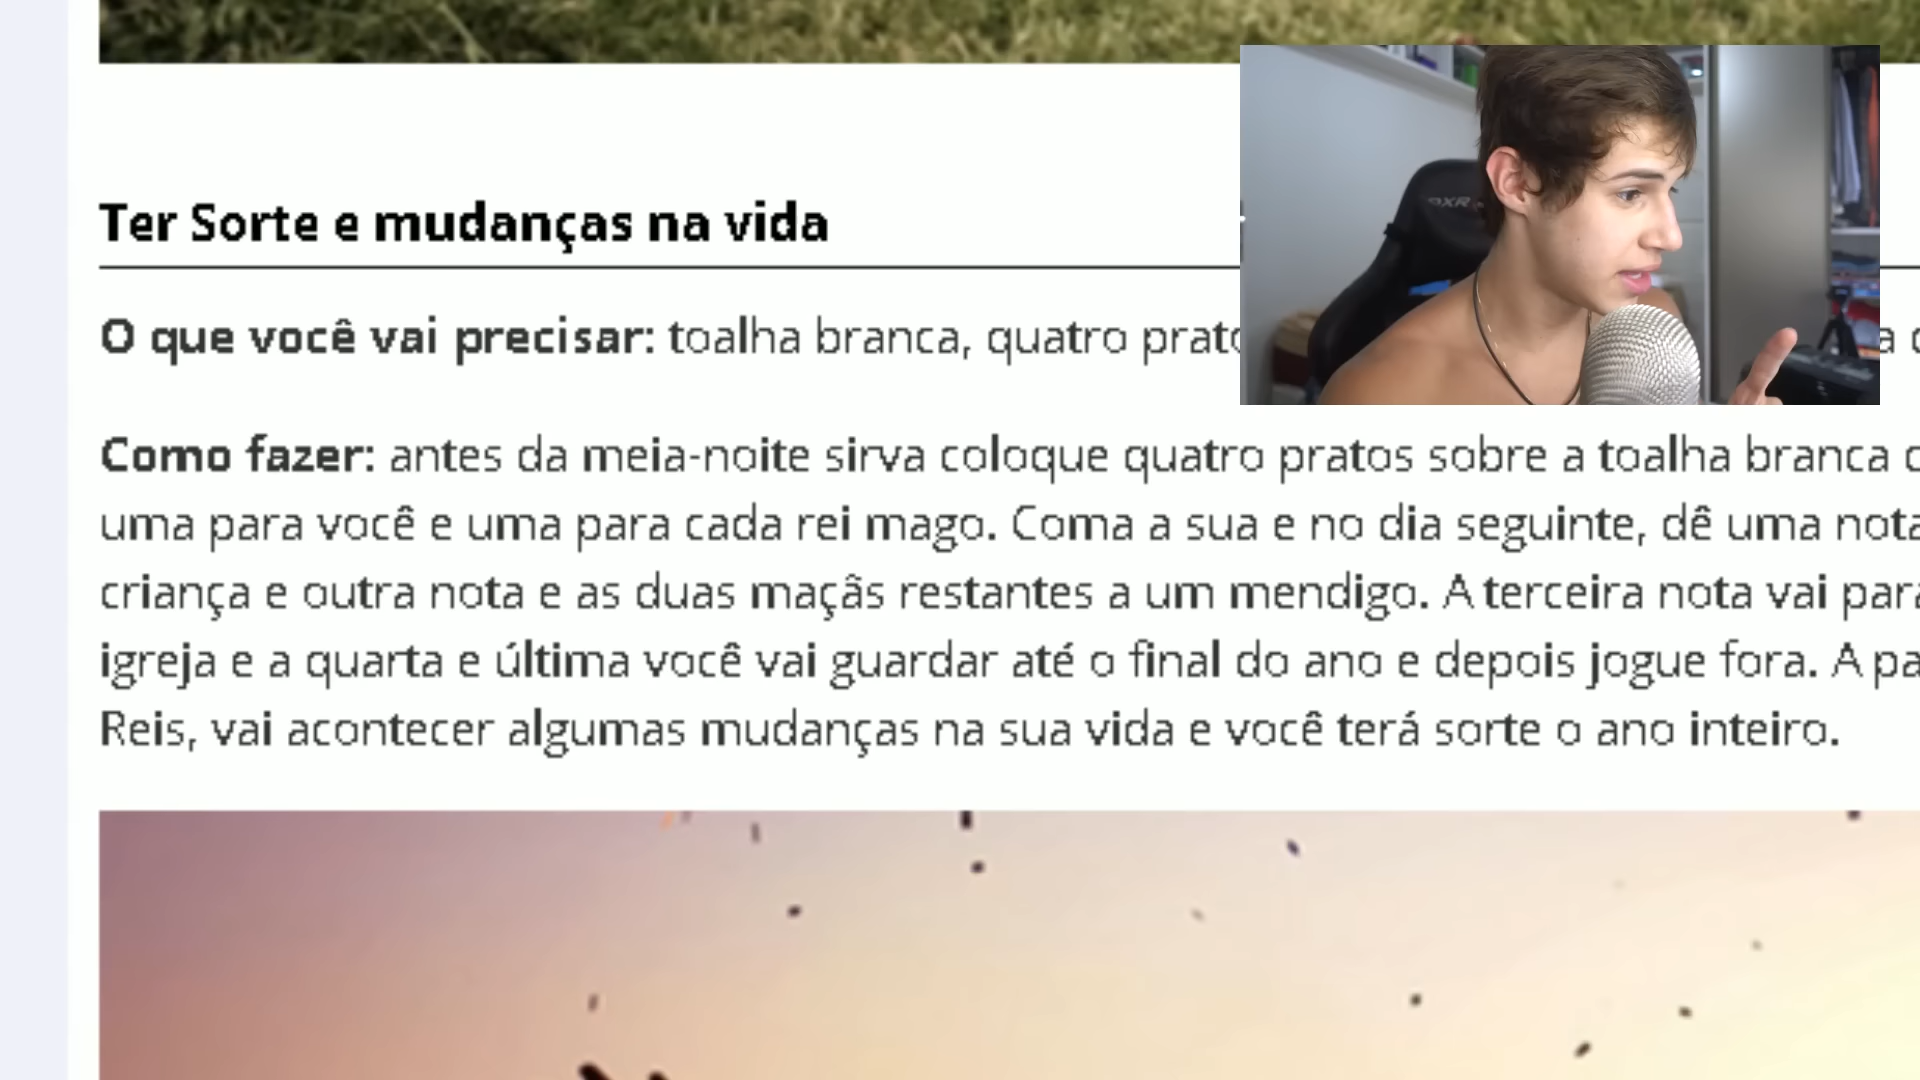 Ter Sorte e mudanças na vida
O que você vai precisar: toalha branca, quatro
Como fazer: antes da meia-noite sirva coloque quatro pratos sobre a toalha branca
uma para você e uma para cada rei mago. Coma a sua e no dia seguinte, dê uma nota
criança e outra nota e as duas maçãs restantes a um mendigo. A terceira nota vai
igreja e a quarta e última você vai guardar até o final do ano e depois jogue fora. A
Reis, vai acontecer algumas mudanças na sua vida e você terá sorte o ano inteiro.